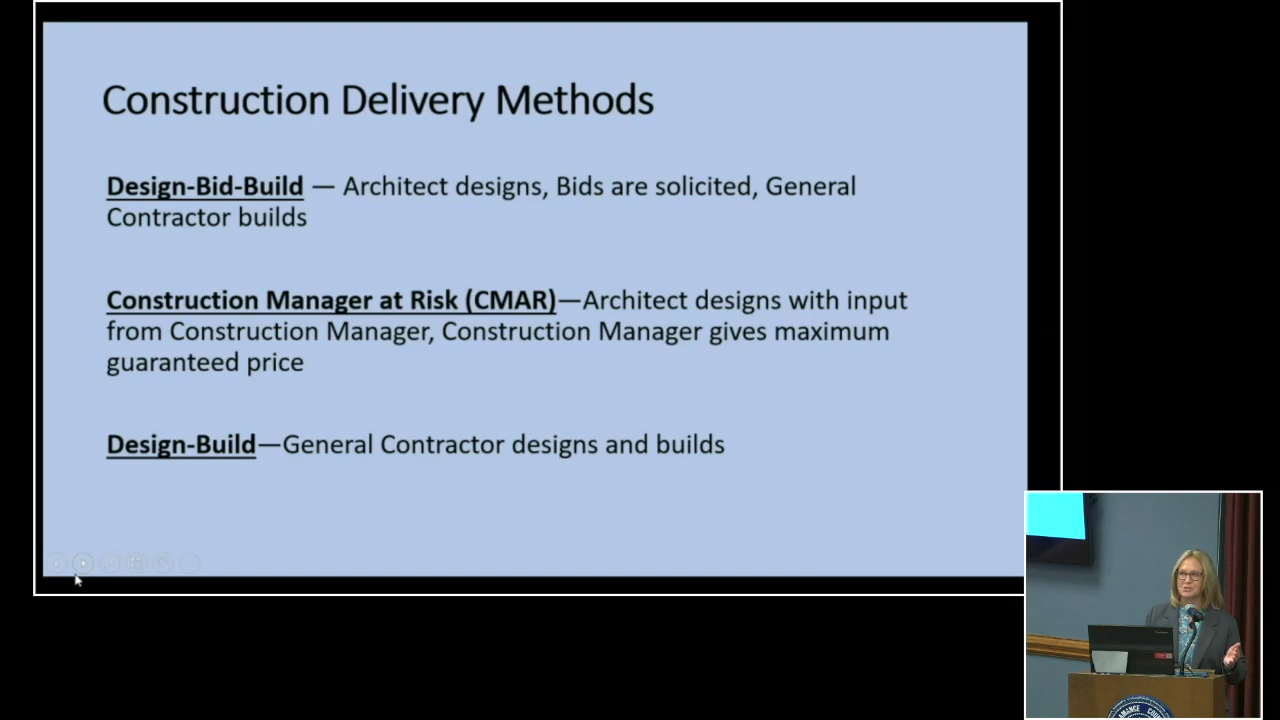 Construction Delivery Methods
Design-Bid-Build — Architect designs, Bids are solicited, General
Contractor builds
Construction Manager at Risk (CMAR)—Architect designs with input
from Construction Manager, Construction Manager gives maximum
guaranteed price
Design-Build—General Contractor designs and builds